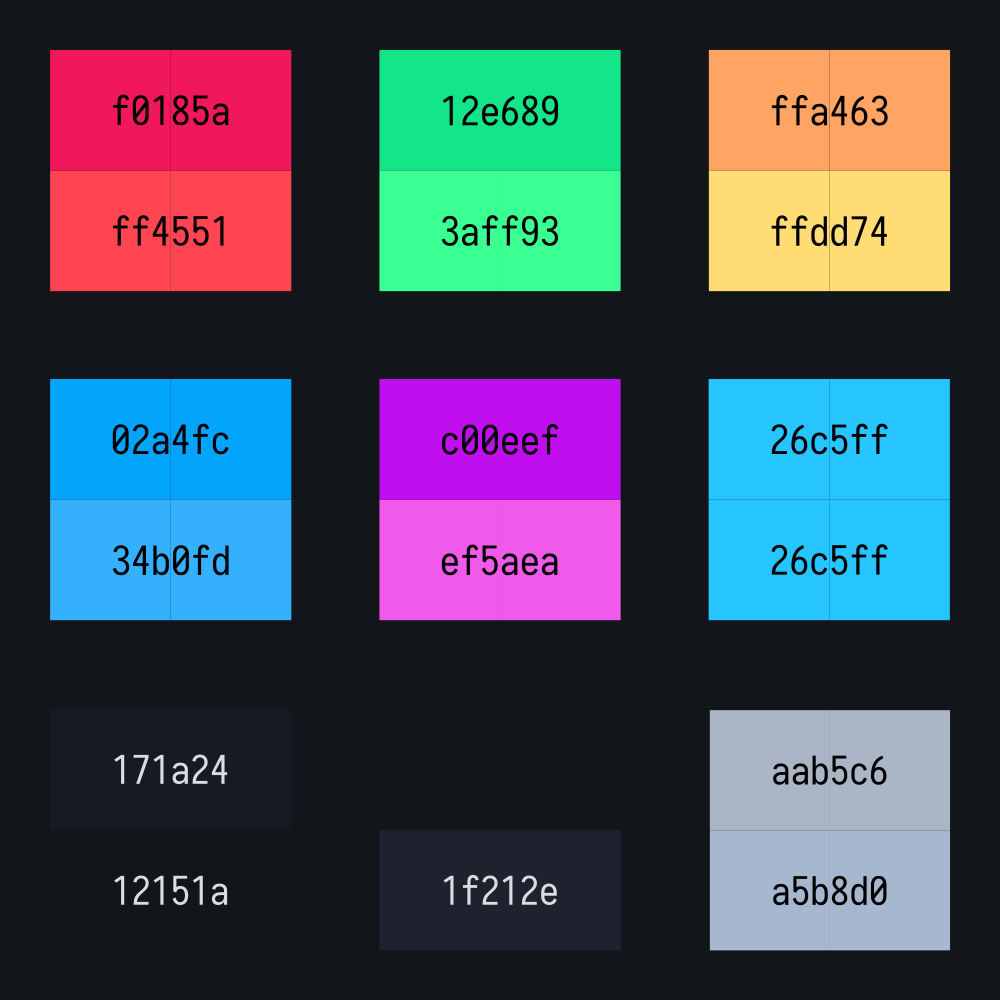 f0185a
ff4551
12e689
3aff93
ffa463
ffdd74
02a4fc
34b0fd
c00eef
ef5aea
26c5ff
26c5ff
171a24
12151a
1f212e
aab5c6
a5b8d0